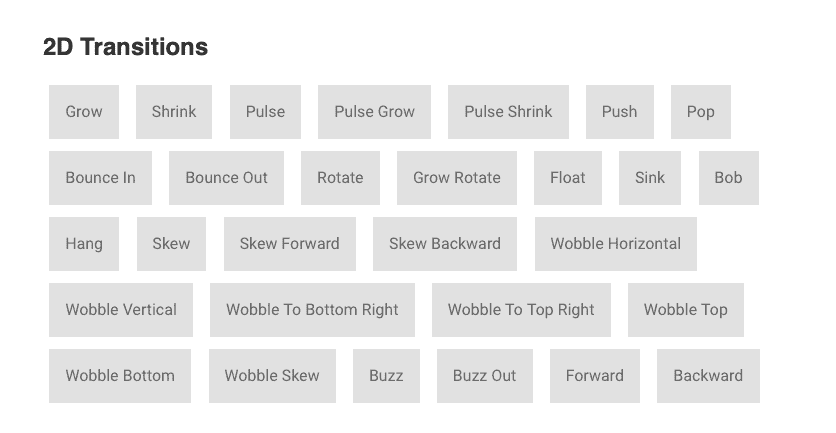 2D Transitions
Grow Shrink Pulse Pulse Grow Pulse Shrink Push Pop
Bounce In Bounce Out Rotate Grow Rotate Float Sink Bob
Hang Skew Skew Forward Skew Backward Wobble Horizontal
Wobble Vertical Wobble To Bottom Right Wobble To Top Right Wobble Top
Wobble Bottom Wobble Skew Buzz Buzz Out Forward Backward